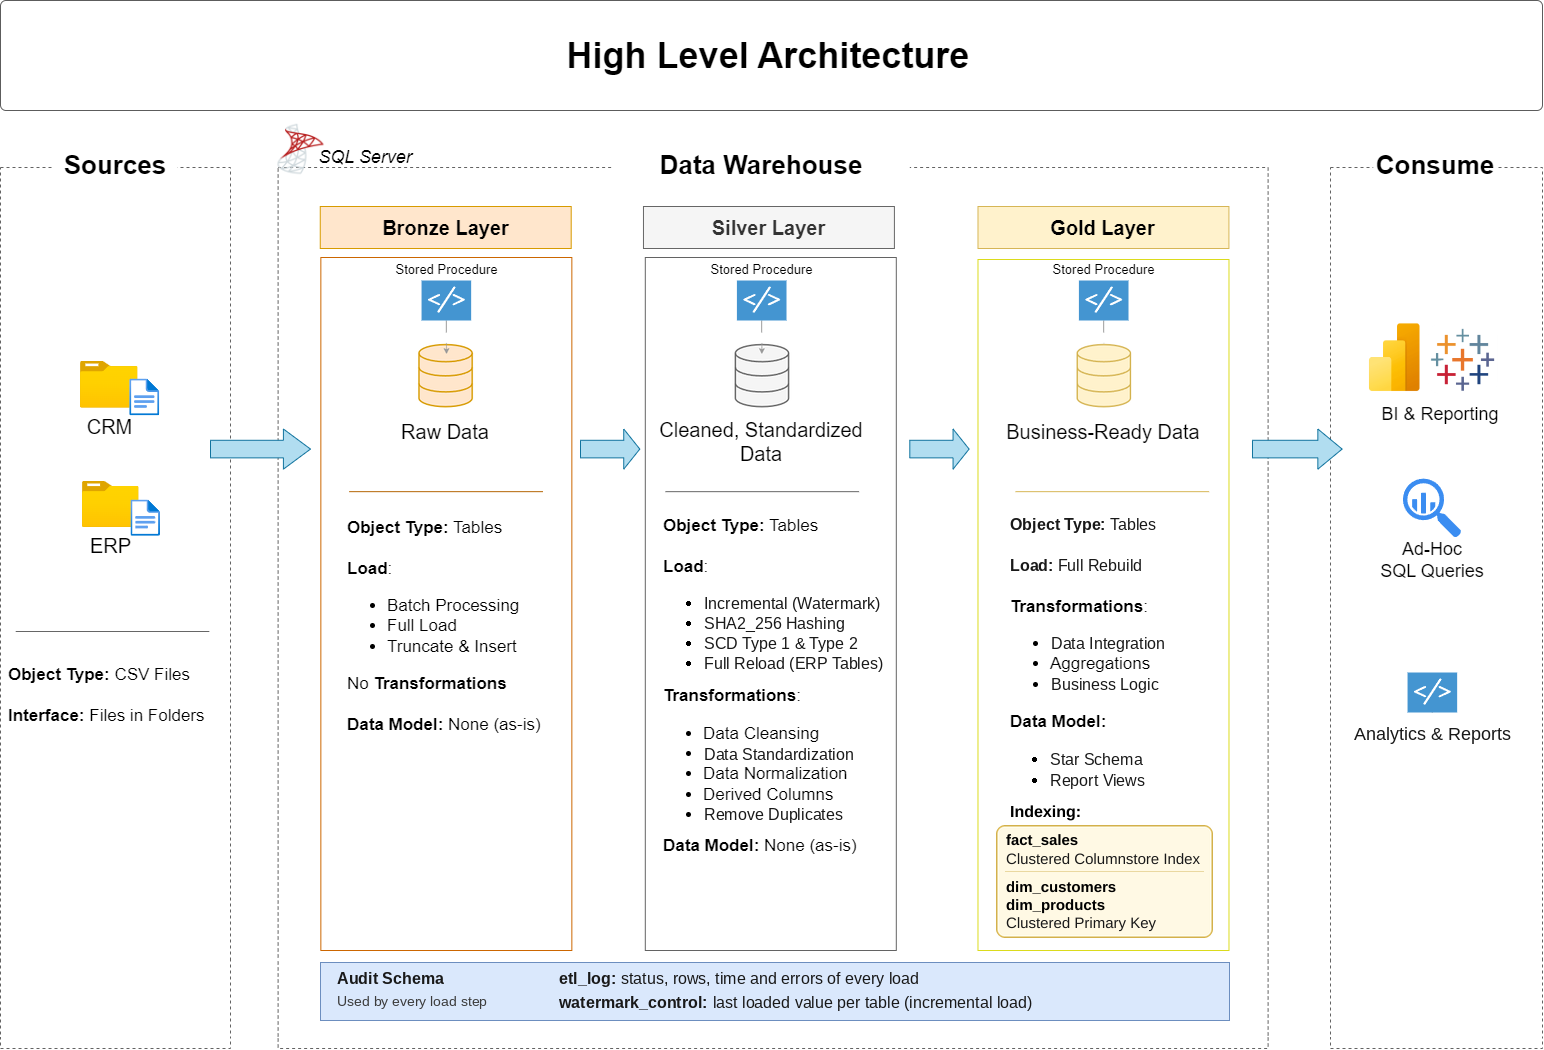 High Level Architecture
Sources
SQL Server
Data Warehouse
Consume
Bronze Layer
Silver Layer
Gold Layer
CRM
ERP
Object Type: CSV Files
Interface: Files in Folders
Stored Procedure
</>
Raw Data
Object Type: Tables
Load:
• Batch Processing
• Full Load
• Truncate & Insert
No Transformations
Data Model: None (as-is)
Stored Procedure
</>
Cleaned, Standardized
Data
Object Type: Tables
Load:
• Incremental (Watermark)
• SHA2_256 Hashing
• SCD Type 1 & Type 2
• Full Reload (ERP Tables)
Transformations:
• Data Cleansing
• Data Standardization
• Data Normalization
• Derived Columns
• Remove Duplicates
Data Model: None (as-is)
Stored Procedure
</>
Business-Ready Data
Object Type: Tables
Load: Full Rebuild
Transformations:
• Data Integration
• Aggregations
• Business Logic
Data Model:
• Star Schema
• Report Views
Indexing:
fact_sales
Clustered Columnstore Index
dim_customers
dim_products
Clustered Primary Key
Audit Schema
Used by every load step
etl_log: status, rows, time and errors of every load
watermark_control: last loaded value per table (incremental load)
BI & Reporting
Ad-Hoc
SQL Queries
</>
Analytics & Reports